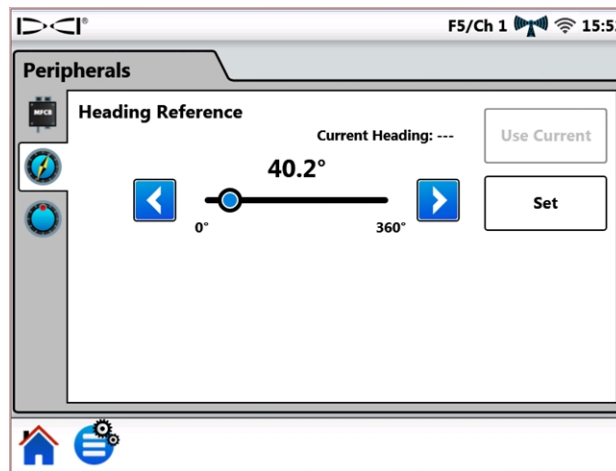 DCI®
F5/Ch 1
Peripherals
MFCB
Heading Reference
Current Heading: ---
Use Current
40.2°
Set
0°
360°